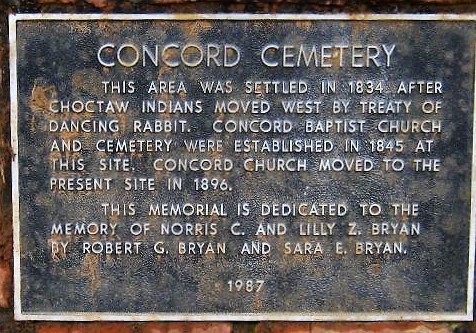 CONCORD CEMETERY
THIS AREA WAS SETTLED IN 1834 AFTER
CHOCTAW INDIANS MOVED WEST BY TREATY OF
DANCING RABBIT. CONCORD BAPTIST CHURCH
AND CEMETERY WERE ESTABLISHED IN 1845 AT
THIS SITE. CONCORD CHURCH MOVED TO THE
PRESENT SITE IN 1896.
THIS MEMORIAL IS DEDICATED TO THE
MEMORY OF NORRIS C. AND LILLY Z. BRYAN
BY ROBERT G. BRYAN AND SARA E. BRYAN.
1987